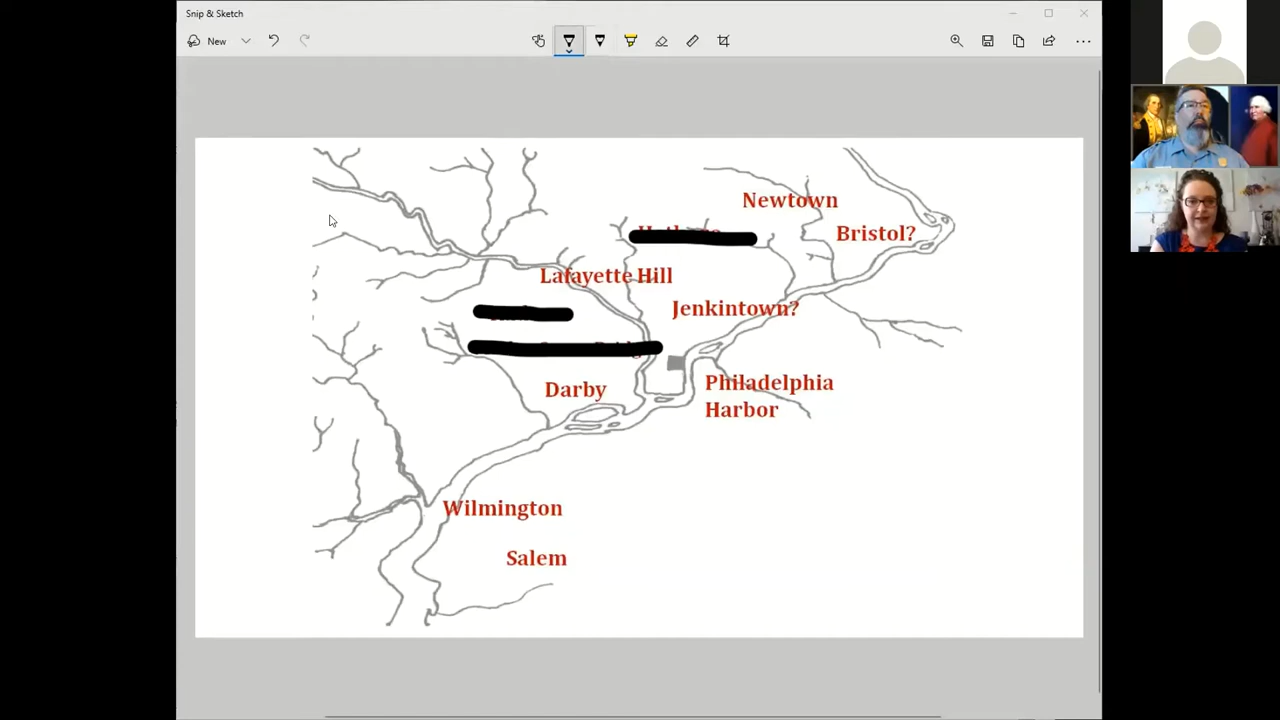 Snip & Sketch
New
Newtown
Bristol?
Lafayette Hill
Jenkintown?
Darby
Philadelphia
Harbor
Wilmington
Salem